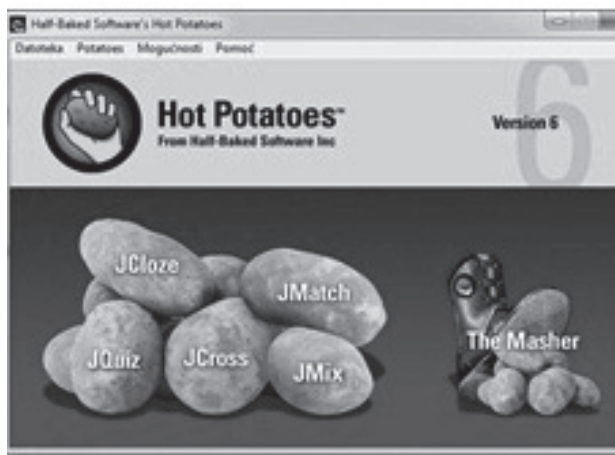 Half-Baked Software's Hot Potatoes
Datoteka Potatoes Mogućnosti Pomoć
6
Hot Potatoes™
From Half-Baked Software Inc
Version 6
JCloze
JMatch
JQuiz
JCross
JMix
The Masher